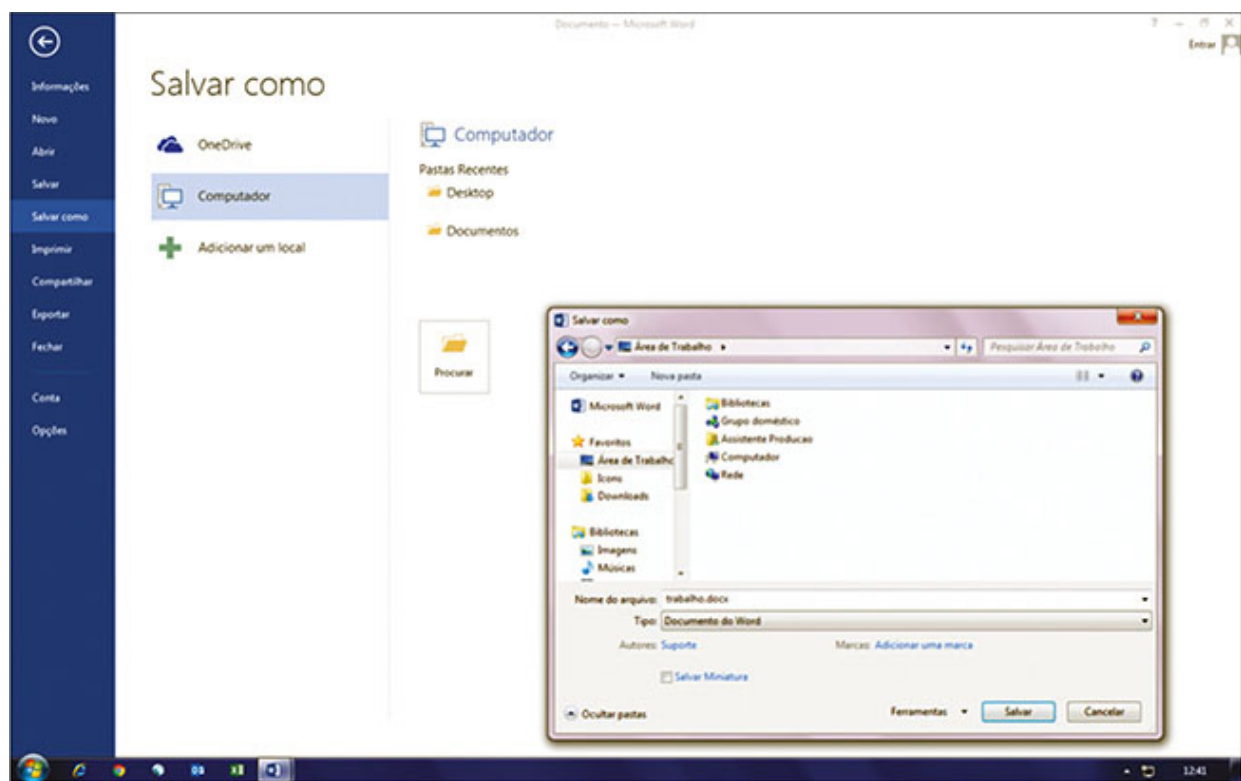 Documento — Microsoft Word
Entrar
Informações
Novo
Abrir
Salvar
Salvar como
Imprimir
Compartilhar
Exportar
Fechar
Conta
Opções
Salvar como
OneDrive
Computador
Adicionar um local
Computador
Pastas Recentes
Desktop
Documentos
Procurar
Salvar como
Área de Trabalho
Pesquisar Área de Trabalho
Organizar Nova pasta
Microsoft Word
Favoritos
Área de Trabalho
Icons
Downloads
Bibliotecas
Imagens
Músicas
Bibliotecas
Grupo doméstico
Assistente Producao
Computador
Rede
Nome do arquivo: trabalho.docx
Tipo: Documento do Word
Autores: Suporte Marcas: Adicionar uma marca
Salvar Miniatura
Ocultar pastas Ferramentas Salvar Cancelar
12:41